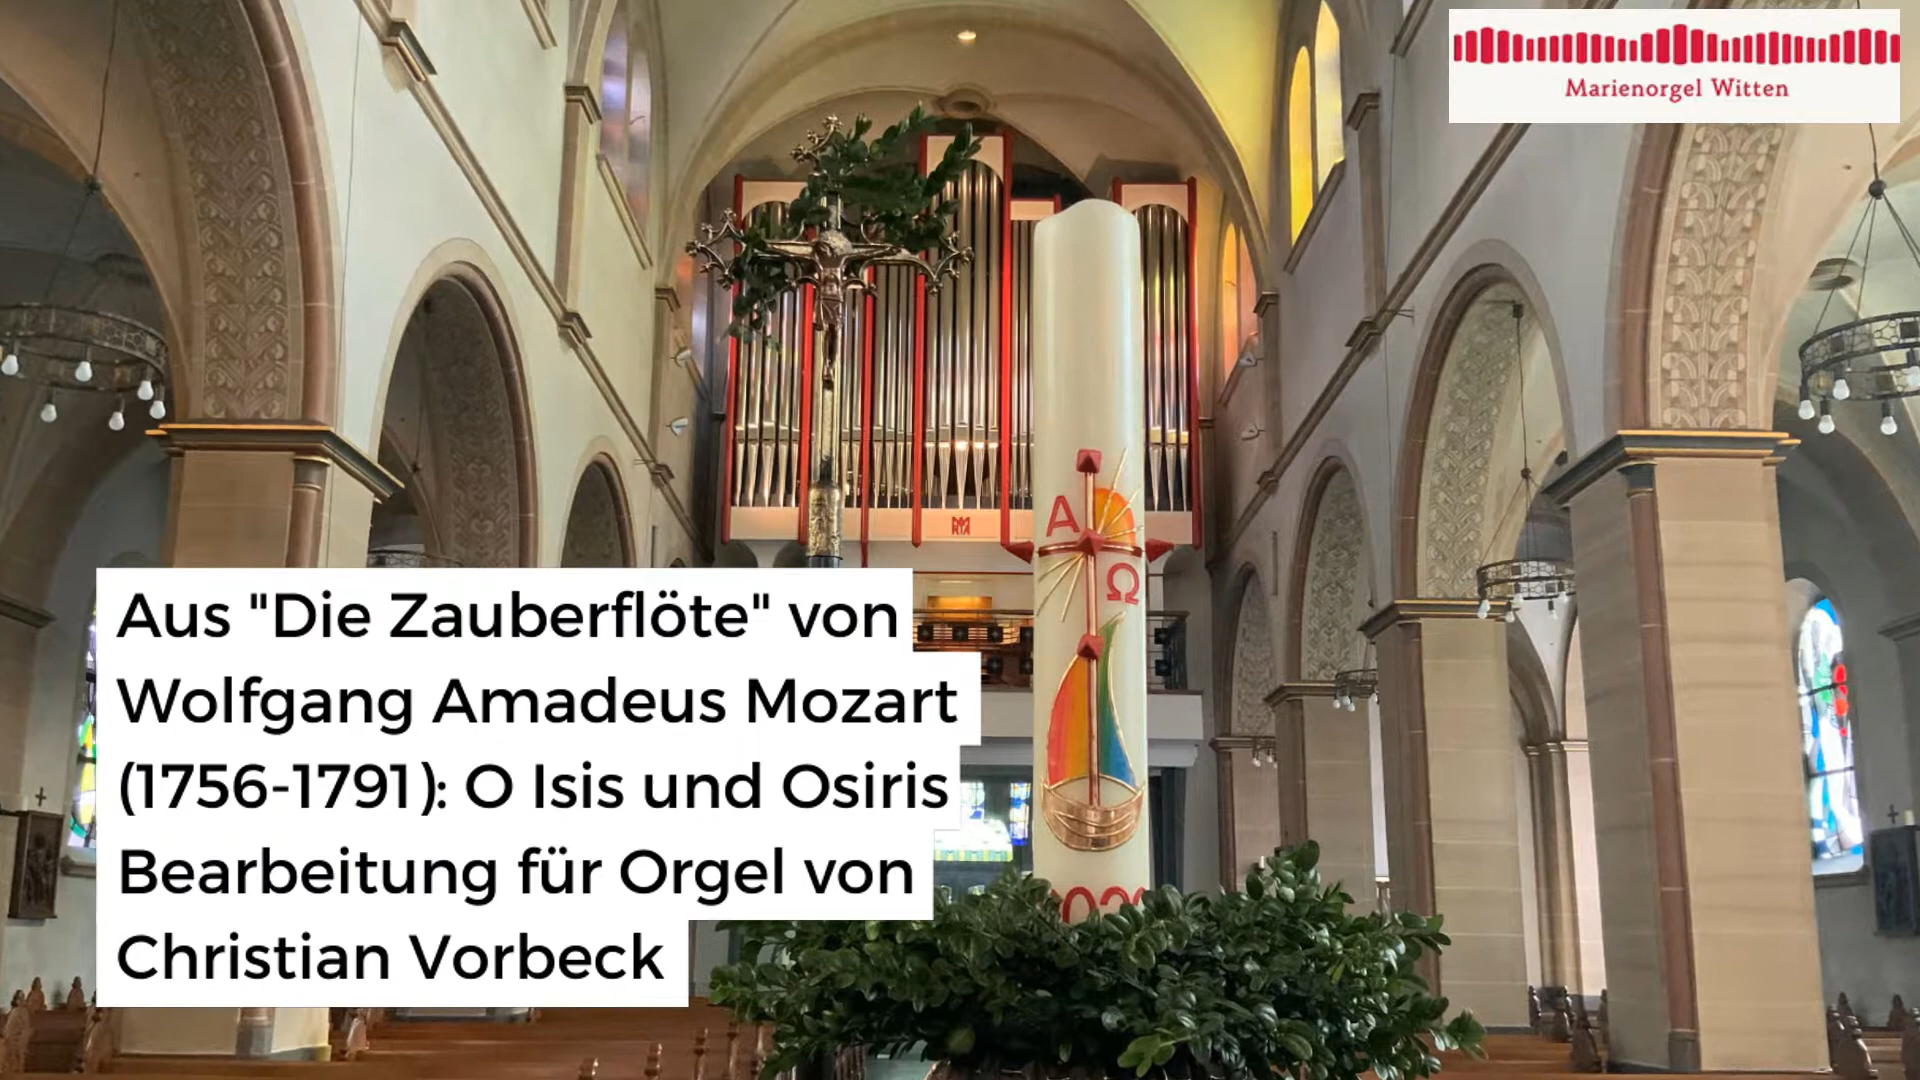 Marienorgel Witten
Α
Ω
Aus "Die Zauberflöte" von
Wolfgang Amadeus Mozart
(1756-1791): O Isis und Osiris
Bearbeitung für Orgel von
Christian Vorbeck